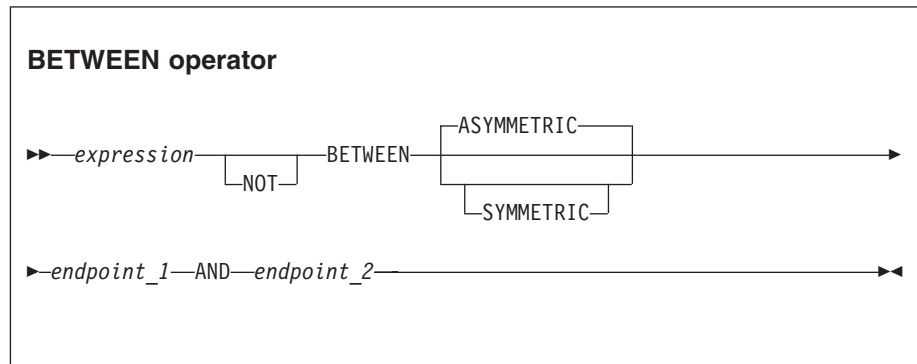 BETWEEN operator
ASYMMETRIC
expression BETWEEN
NOT
SYMMETRIC
endpoint_1 AND endpoint_2